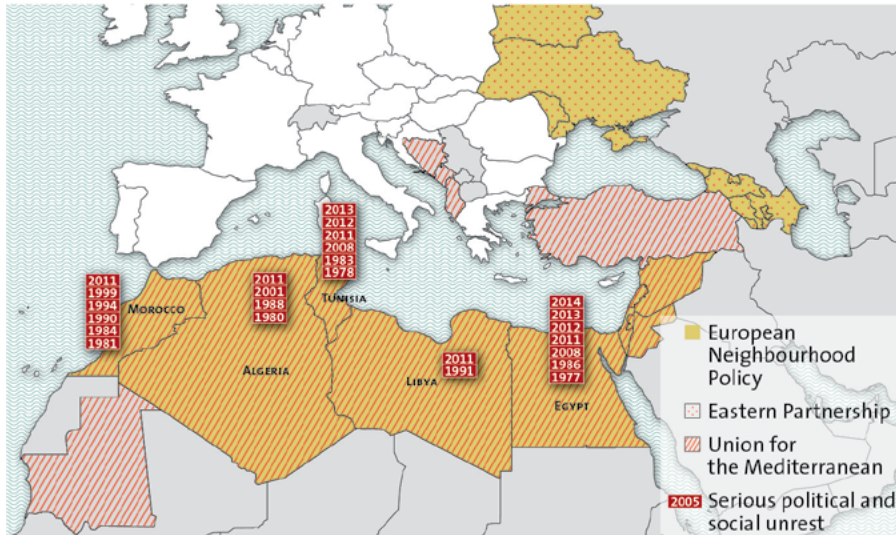 2013
2012
2011
2008
1983
1978
TUNISIA
2011
1999
1994
1990
1984
1981
MOROCCO
2011
2001
1988
1980
ALGERIA
2011
1991
LIBYA
2014
2013
2012
2011
2008
1986
1977
EGYPT
European
Neighbourhood
Policy
Eastern Partnership
Union for
the Mediterranean
2005 Serious political and
social unrest